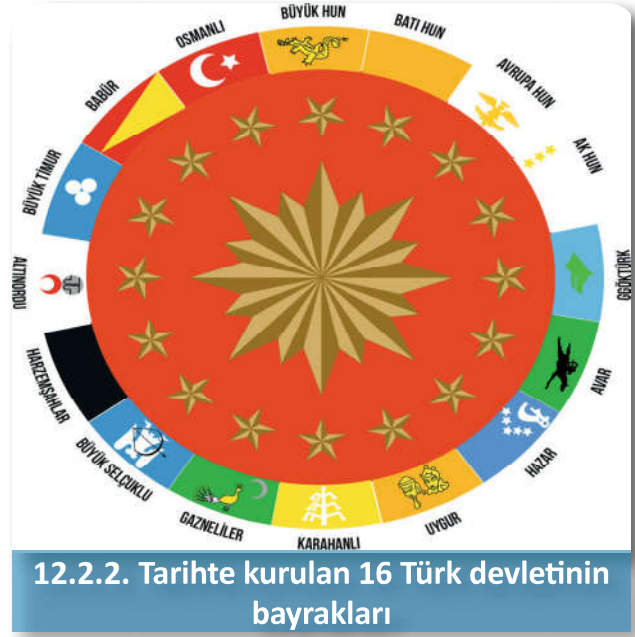 BÜYÜK HUN
BATI HUN
AVRUPA HUN
AK HUN
GGÖKTÜRK
AVAR
HAZAR
UYGUR
KARAHANLI
GAZNELİLER
BÜYÜK SELÇUKLU
HARZEMŞAHLAR
ALTINORDU
BÜYÜK TİMUR
BABÜR
OSMANLI
12.2.2. Tarihte kurulan 16 Türk devletinin
bayrakları